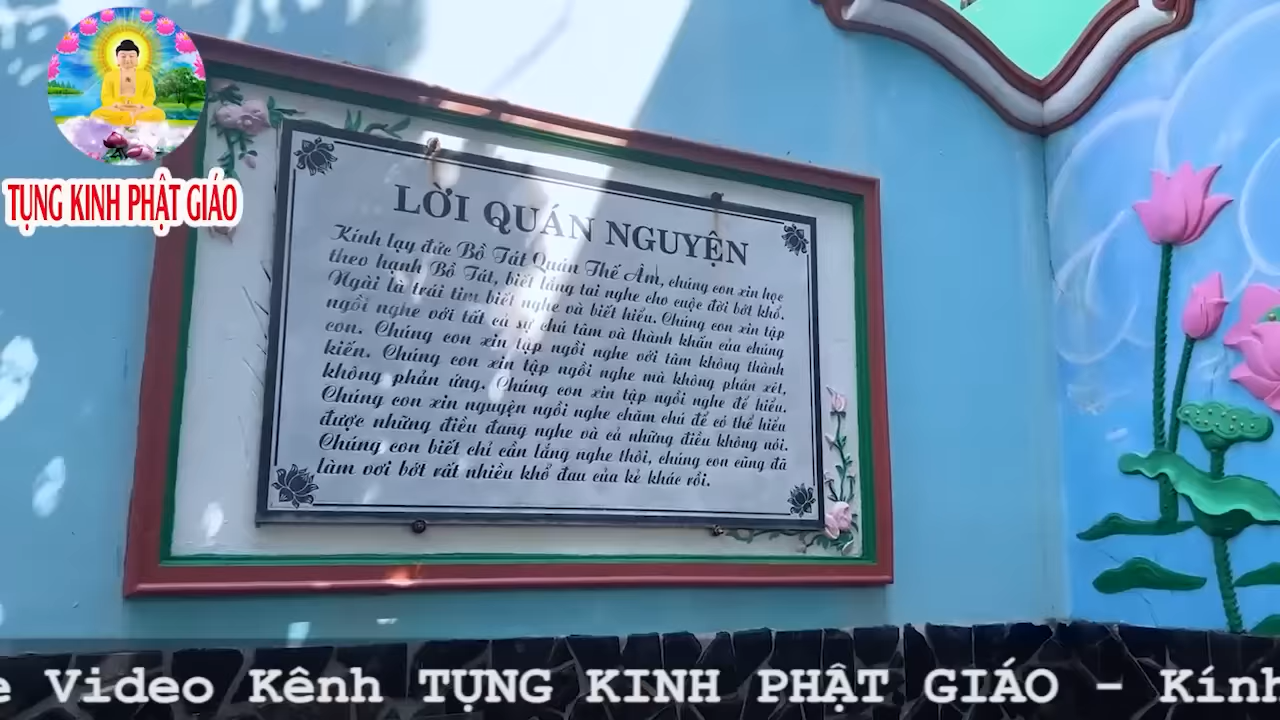 TỤNG KINH PHẬT GIÁO
LỜI QUÁN NGUYỆN
Kính lạy đức Bồ Tát Quán Thế Âm, chúng con xin học
theo hạnh Bồ Tát, biết lắng tai nghe cho cuộc đời bớt khổ.
Ngài là trái tim biết nghe và biết hiểu. Chúng con xin tập
ngồi nghe với tất cả sự chú tâm và thành khẩn của chúng
con. Chúng con xin tập ngồi nghe với tâm không thành
kiến. Chúng con xin tập ngồi nghe mà không phán xét,
không phản ứng. Chúng con xin tập ngồi nghe để hiểu.
Chúng con xin nguyện ngồi nghe chăm chú để có thể hiểu
được những điều đang nghe và cả những điều không nói.
Chúng con biết chỉ cần lắng nghe thôi, chúng con cũng đã
làm vơi bớt rất nhiều khổ đau của kẻ khác rồi.
e Video Kênh TỤNG KINH PHẬT GIÁO - Kính